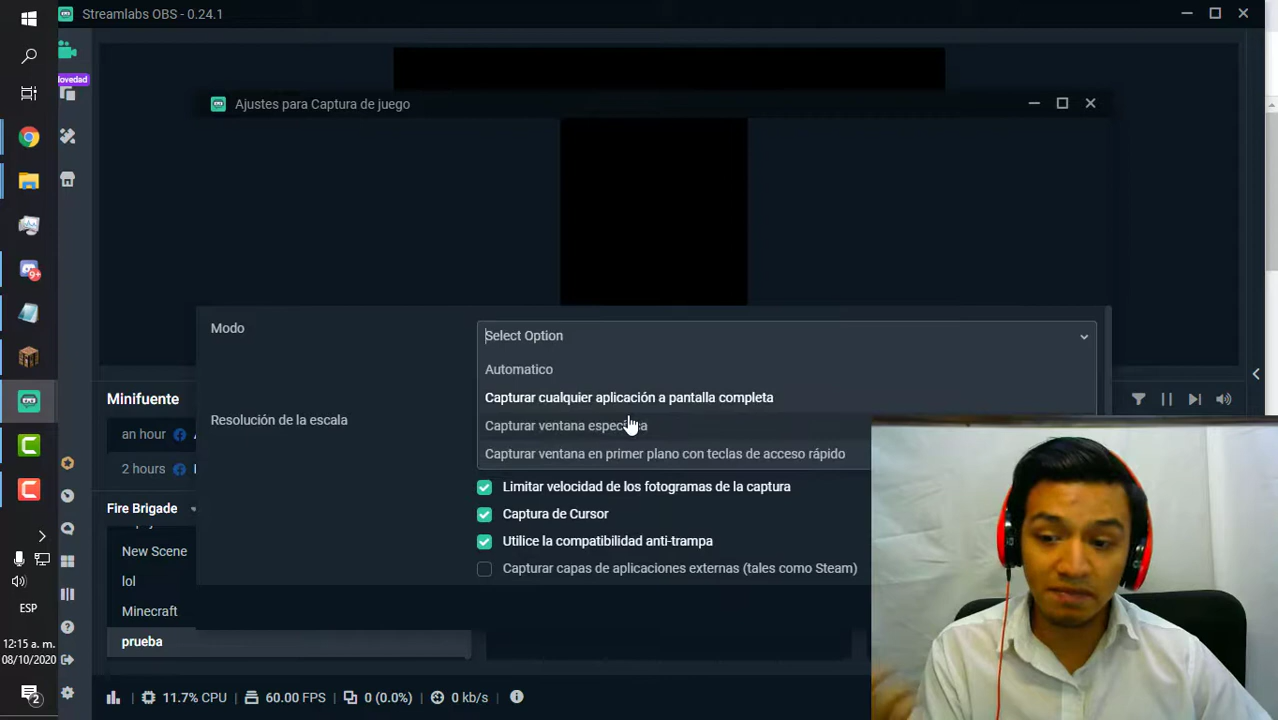 Streamlabs OBS - 0.24.1
lovedad
Ajustes para Captura de juego
Modo
Select Option
Automatico
Capturar cualquier aplicación a pantalla completa
Capturar ventana específica
Capturar ventana en primer plano con teclas de acceso rápido
Resolución de la escala
Limitar velocidad de los fotogramas de la captura
Captura de Cursor
Utilice la compatibilidad anti-trampa
Capturar capas de aplicaciones externas (tales como Steam)
Minifuente
an hour
2 hours
Fire Brigade
New Scene
lol
Minecraft
prueba
9+
ESP
12:15 a. m.
08/10/2020
2
11.7% CPU
60.00 FPS
0 (0.0%)
0 kb/s